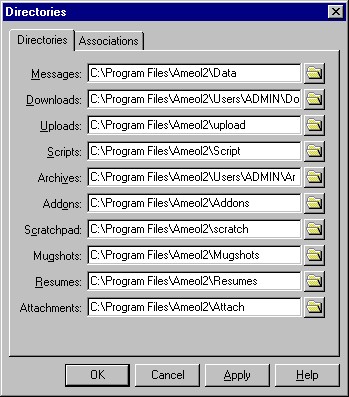 Directories
Directories Associations
Messages: C:\Program Files\Ameol2\Data
Downloads: C:\Program Files\Ameol2\Users\ADMIN\Do
Uploads: C:\Program Files\Ameol2\upload
Scripts: C:\Program Files\Ameol2\Script
Archives: C:\Program Files\Ameol2\Users\ADMIN\Ar
Addons: C:\Program Files\Ameol2\Addons
Scratchpad: C:\Program Files\Ameol2\scratch
Mugshots: C:\Program Files\Ameol2\Mugshots
Resumes: C:\Program Files\Ameol2\Resumes
Attachments: C:\Program Files\Ameol2\Attach
OK Cancel Apply Help